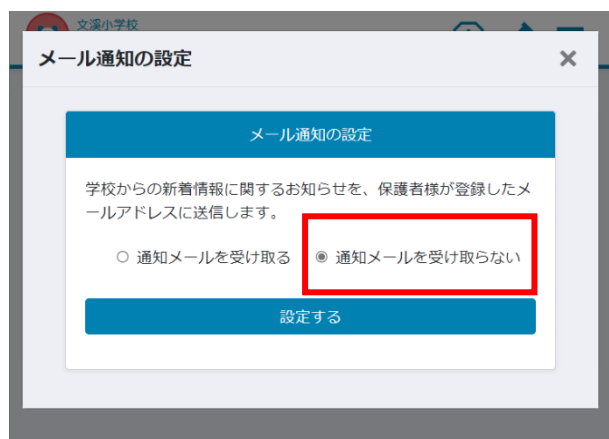 文溪小学校
メール通知の設定
メール通知の設定
学校からの新着情報に関するお知らせを、保護者様が登録したメ
ールアドレスに送信します。
通知メールを受け取る 通知メールを受け取らない
設定する